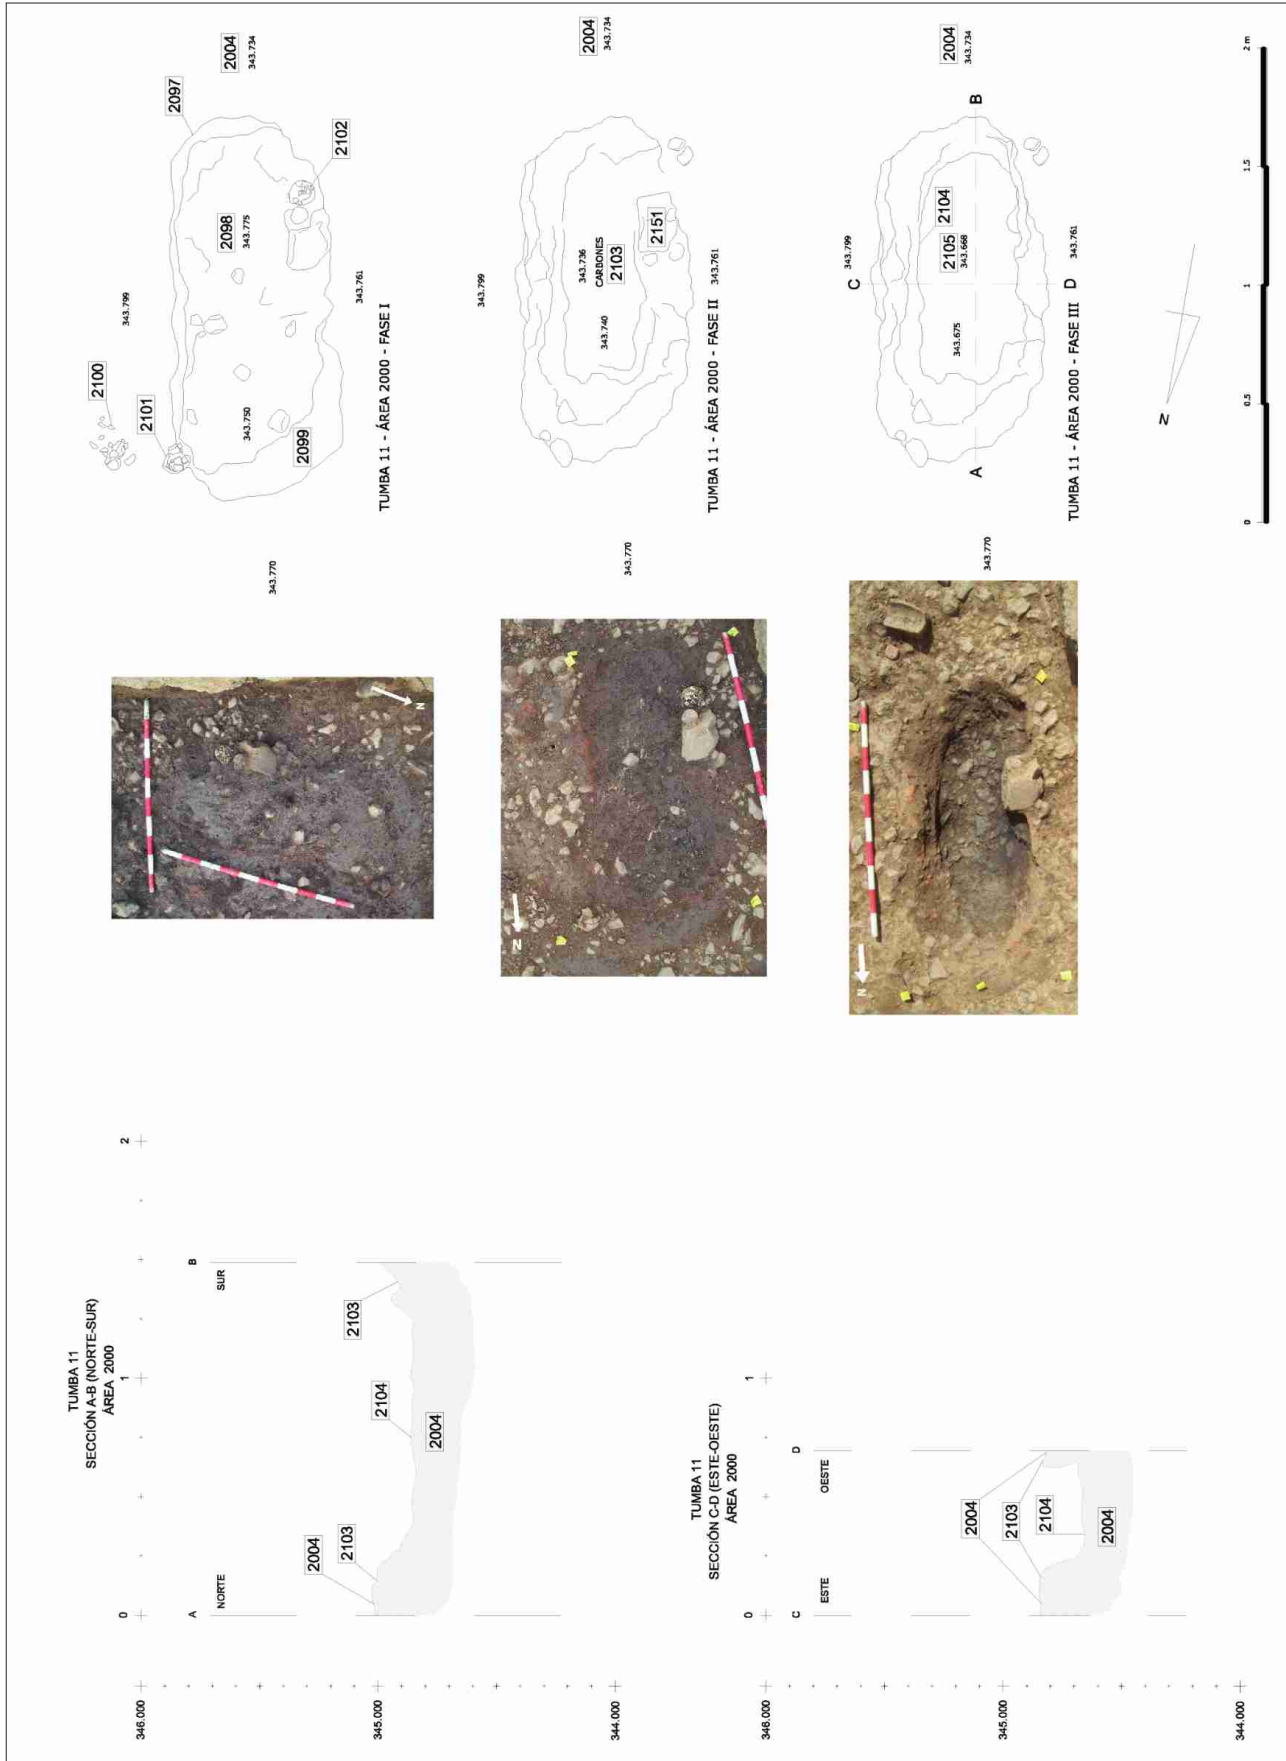 TUMBA 11
SECCIÓN A-B (NORTE-SUR)
ÁREA 2000
346.000
345.000
344.000
0
1
2
A
NORTE
B
SUR
2004
2103
2104
2103
2004
TUMBA 11
SECCIÓN C-D (ESTE-OESTE)
ÁREA 2000
346.000
345.000
344.000
0
1
C
ESTE
D
OESTE
2004
2103
2104
2004
N
N
N
2100
2101
343.799
2097
2004
343.734
2098
343.775
2102
343.750
2099
343.761
343.770
TUMBA 11 - ÁREA 2000 - FASE I
343.799
2004
343.734
343.736
CARBONES
2103
343.740
2151
343.761
343.770
TUMBA 11 - ÁREA 2000 - FASE II
343.799
C
2004
343.734
B
2104
2105
343.668
343.675
A
D
343.761
343.770
TUMBA 11 - ÁREA 2000 - FASE III
N
0
0.5
1
1.5
2 m